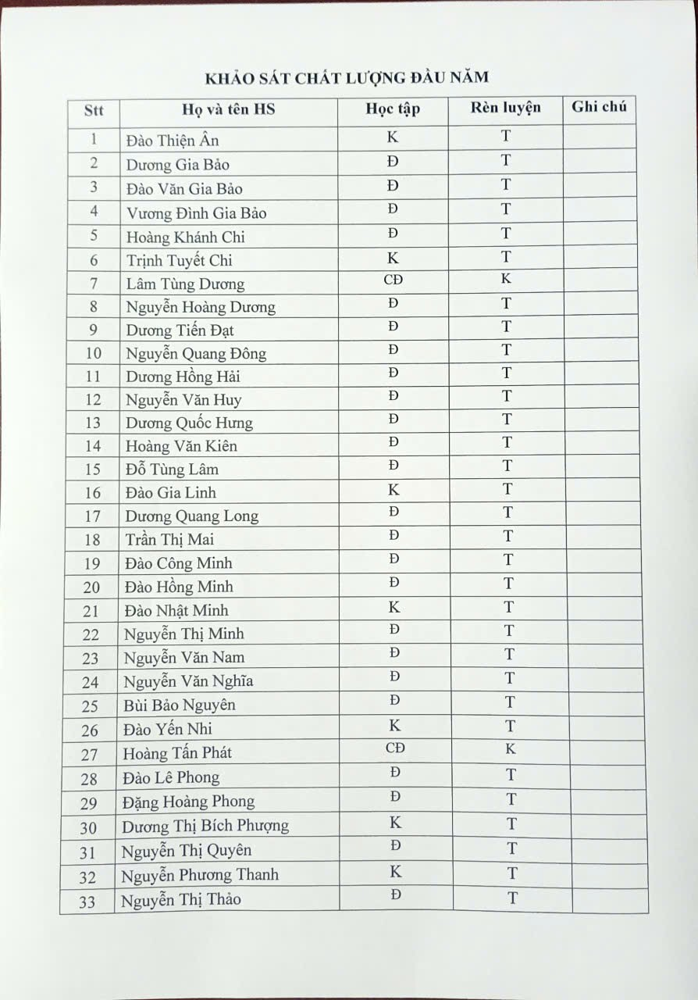 KHẢO SÁT CHẤT LƯỢNG ĐẦU NĂM
Stt Họ và tên HS Học tập Rèn luyện Ghi chú
1 Đào Thiện Ân K T
2 Dương Gia Bảo Đ T
3 Đào Văn Gia Bảo Đ T
4 Vương Đình Gia Bảo Đ T
5 Hoàng Khánh Chi Đ T
6 Trịnh Tuyết Chi K T
7 Lâm Tùng Dương CĐ K
8 Nguyễn Hoàng Dương Đ T
9 Dương Tiến Đạt Đ T
10 Nguyễn Quang Đông Đ T
11 Dương Hồng Hải Đ T
12 Nguyễn Văn Huy Đ T
13 Dương Quốc Hưng Đ T
14 Hoàng Văn Kiên Đ T
15 Đỗ Tùng Lâm Đ T
16 Đào Gia Linh K T
17 Dương Quang Long Đ T
18 Trần Thị Mai Đ T
19 Đào Công Minh Đ T
20 Đào Hồng Minh Đ T
21 Đào Nhật Minh K T
22 Nguyễn Thị Minh Đ T
23 Nguyễn Văn Nam Đ T
24 Nguyễn Văn Nghĩa Đ T
25 Bùi Bảo Nguyên Đ T
26 Đào Yến Nhi K T
27 Hoàng Tấn Phát CĐ K
28 Đào Lê Phong Đ T
29 Đặng Hoàng Phong Đ T
30 Dương Thị Bích Phượng K T
31 Nguyễn Thị Quyên Đ T
32 Nguyễn Phương Thanh K T
33 Nguyễn Thị Thảo Đ T